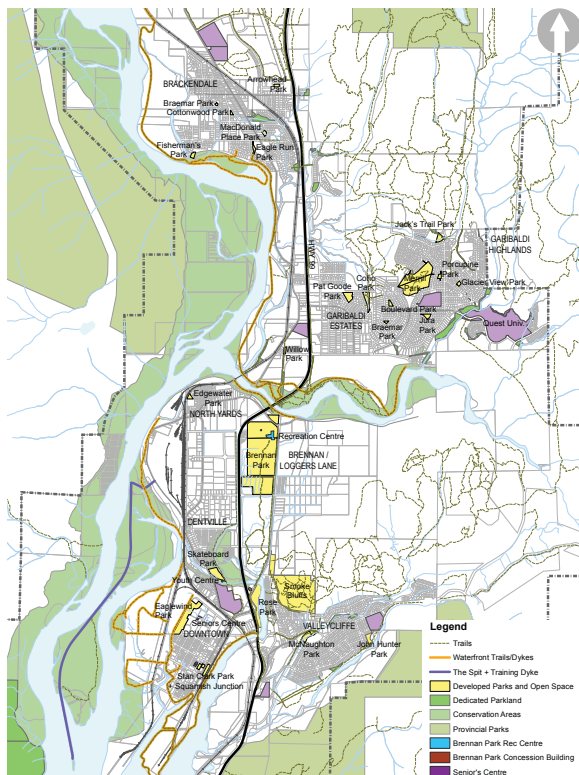 BRACKENDALE
Arrowhead
Park
Braemar Park
Cottonwood Park
MacDonald
Place Park
Fisherman's
Park
Eagle Run
Park
HWY 99
Jack's Trail Park
GARIBALDI
HIGHLANDS
Porcupine
Park
Merrill
Park
Glacier View Park
Coho
Park
Pat Goode
Park
Boulevard Park
GARIBALDI
ESTATES
Jura
Park
Braemar
Park
Quest Univ.
Willow
Park
Edgewater
Park
NORTH YARDS
Recreation Centre
Brennan
Park
BRENNAN /
LOGGERS LANE
DENTVILLE
Skateboard
Park
Youth Centre
Smoke
Bluffs
Eaglewind
Park
Rose
Park
Seniors Centre
DOWNTOWN
VALLEYCLIFFE
McNaughton
Park
John Hunter
Park
Stan Clark Park
+ Squamish Junction
Legend
Trails
Waterfront Trails/Dykes
The Spit + Training Dyke
Developed Parks and Open Space
Dedicated Parkland
Conservation Areas
Provincial Parks
Brennan Park Rec Centre
Brennan Park Concession Building
Senior's Centre